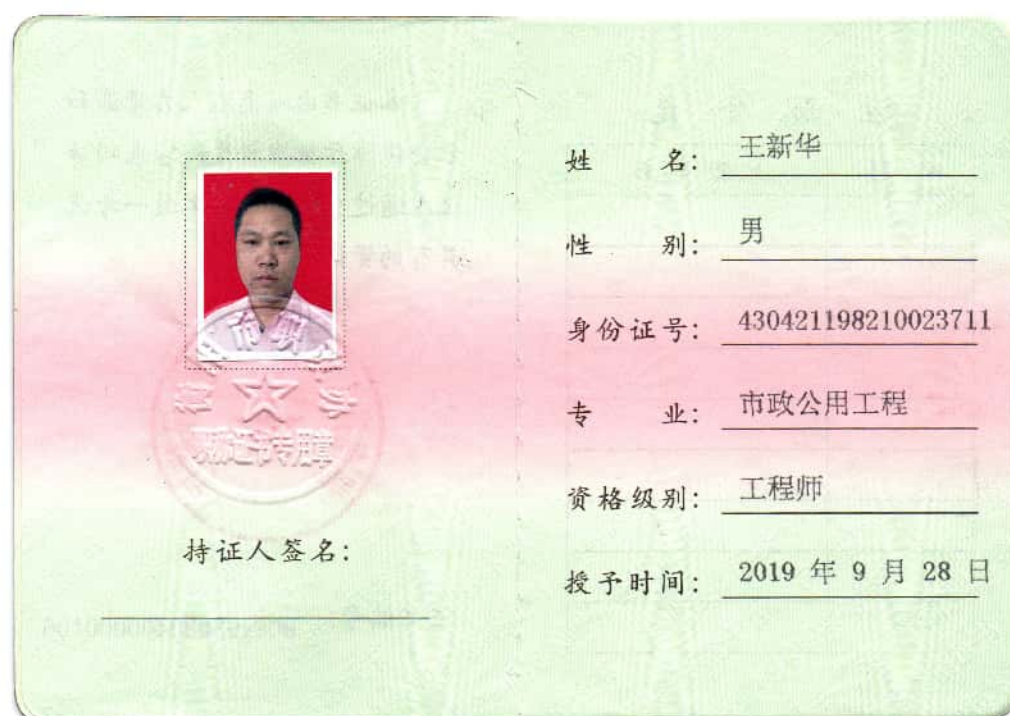 持证人签名:
姓 名: 王新华
性 别: 男
身份证号: 430421198210023711
专 业: 市政公用工程
资格级别: 工程师
授予时间: 2019 年 9 月 28 日